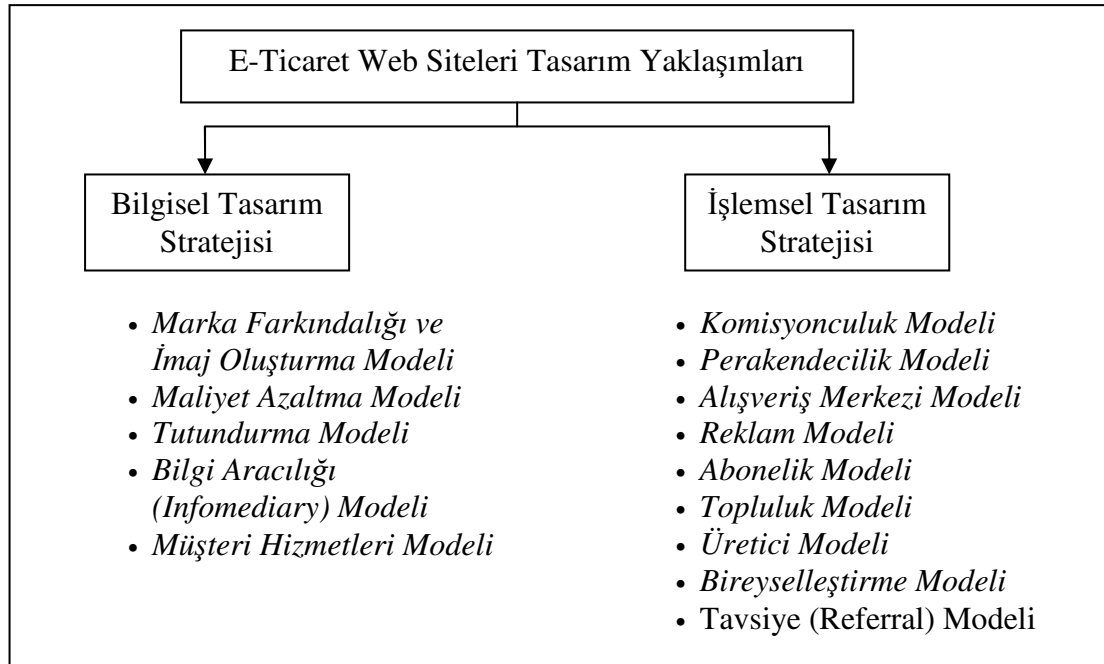 E-Ticaret Web Siteleri Tasarım Yaklaşımları
Bilgisel Tasarım
Stratejisi
• Marka Farkındalığı ve
İmaj Oluşturma Modeli
• Maliyet Azaltma Modeli
• Tutundurma Modeli
• Bilgi Aracılığı
(Infomediary) Modeli
• Müşteri Hizmetleri Modeli
İşlemsel Tasarım
Stratejisi
• Komisyonculuk Modeli
• Perakendecilik Modeli
• Alışveriş Merkezi Modeli
• Reklam Modeli
• Abonelik Modeli
• Topluluk Modeli
• Üretici Modeli
• Bireyselleştirme Modeli
• Tavsiye (Referral) Modeli